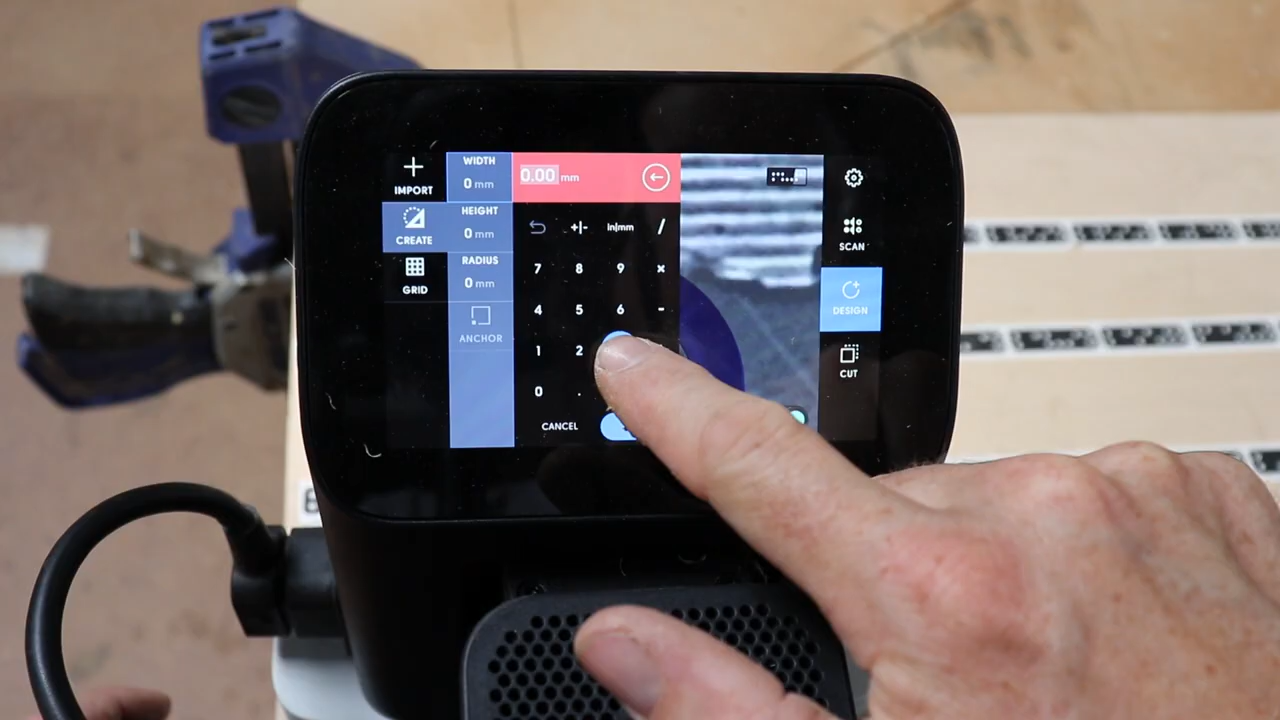 IMPORT
CREATE
GRID
WIDTH
0 mm
HEIGHT
0 mm
RADIUS
0 mm
ANCHOR
0.00 mm
+|- in|mm /
7 8 9 ×
4 5 6 -
1 2
0 .
CANCEL
SCAN
DESIGN
CUT